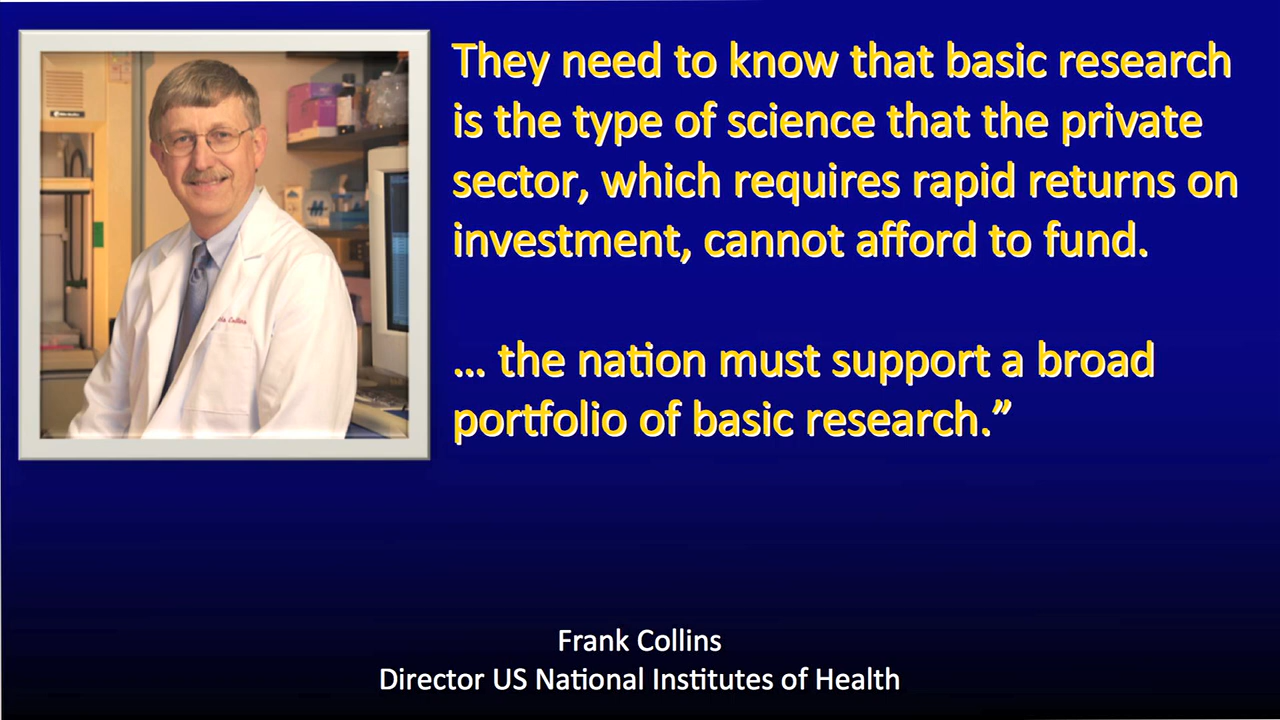 They need to know that basic research
is the type of science that the private
sector, which requires rapid returns on
investment, cannot afford to fund.
... the nation must support a broad
portfolio of basic research.”
Collins
Frank Collins
Director US National Institutes of Health